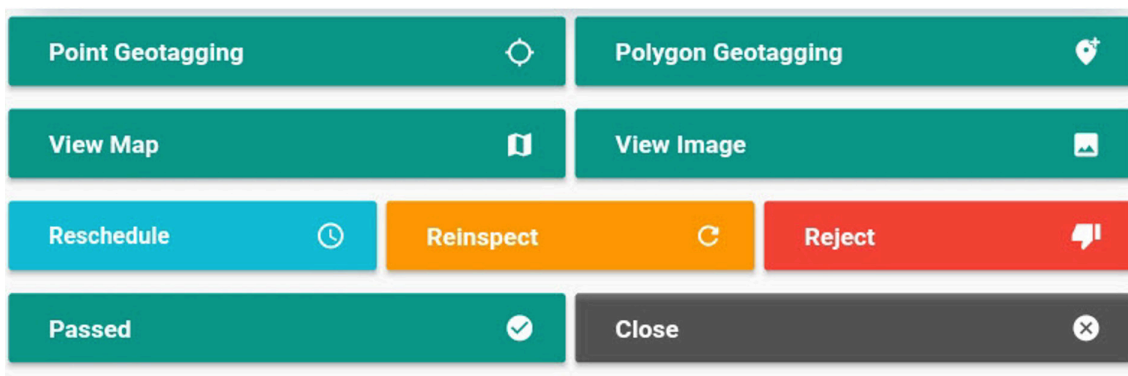 Point Geotagging
Polygon Geotagging
View Map
View Image
Reschedule
Reinspect
Reject
Passed
Close